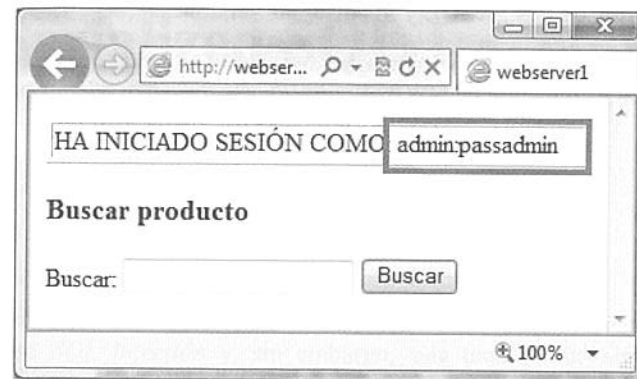 http://webser...
webserver1
HA INICIADO SESIÓN COMO: admin:passadmin
Buscar producto
Buscar:
Buscar
100%